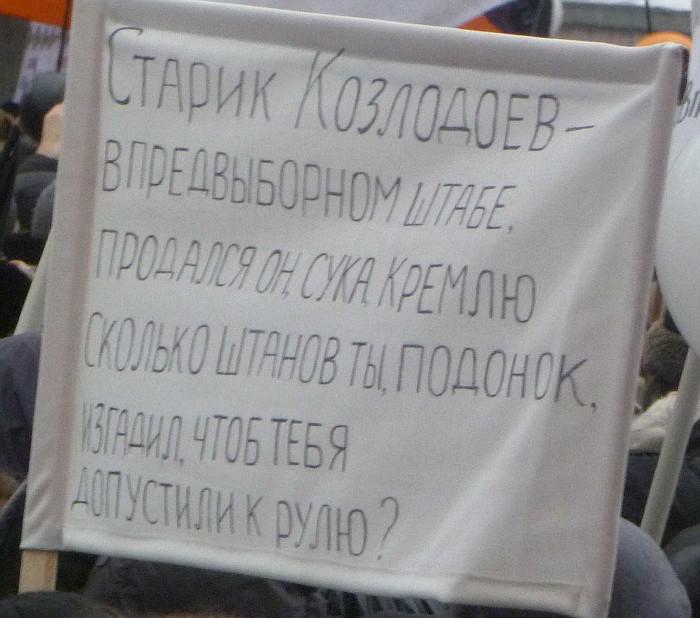 Старик Козлодоев –
в предвыборном штабе,
продался он, сука, Кремлю
Сколько штанов ты, подонок,
изгадил, чтоб тебя
допустили к рулю?